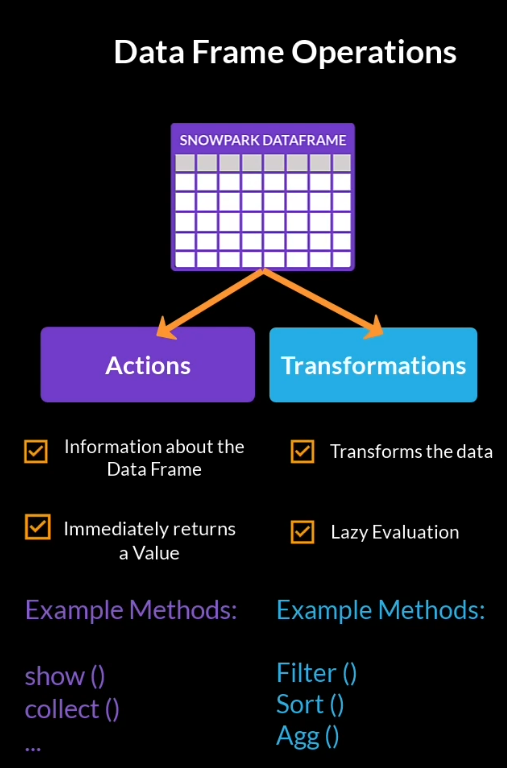 Data Frame Operations
SNOWPARK DATAFRAME
Actions
Transformations
Information about the
Data Frame
Transforms the data
Immediately returns
a Value
Lazy Evaluation
Example Methods:
show ()
collect ()
...
Example Methods:
Filter ()
Sort ()
Agg ()